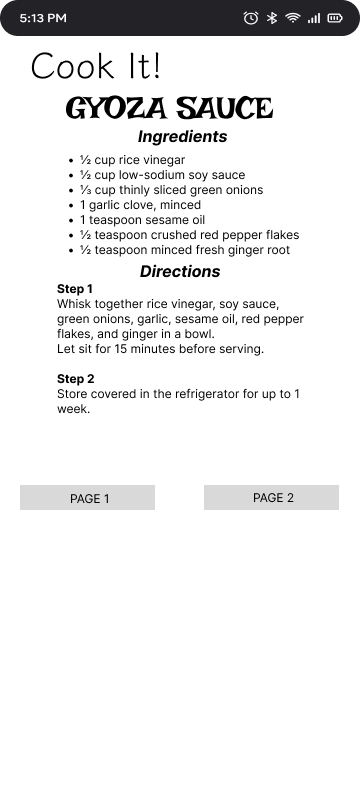 5:13 PM
Cook It!
GYOZA SAUCE
Ingredients
• ½ cup rice vinegar
• ½ cup low-sodium soy sauce
• ⅓ cup thinly sliced green onions
• 1 garlic clove, minced
• 1 teaspoon sesame oil
• ½ teaspoon crushed red pepper flakes
• ½ teaspoon minced fresh ginger root
Directions
Step 1
Whisk together rice vinegar, soy sauce,
green onions, garlic, sesame oil, red pepper
flakes, and ginger in a bowl.
Let sit for 15 minutes before serving.
Step 2
Store covered in the refrigerator for up to 1
week.
PAGE 1
PAGE 2